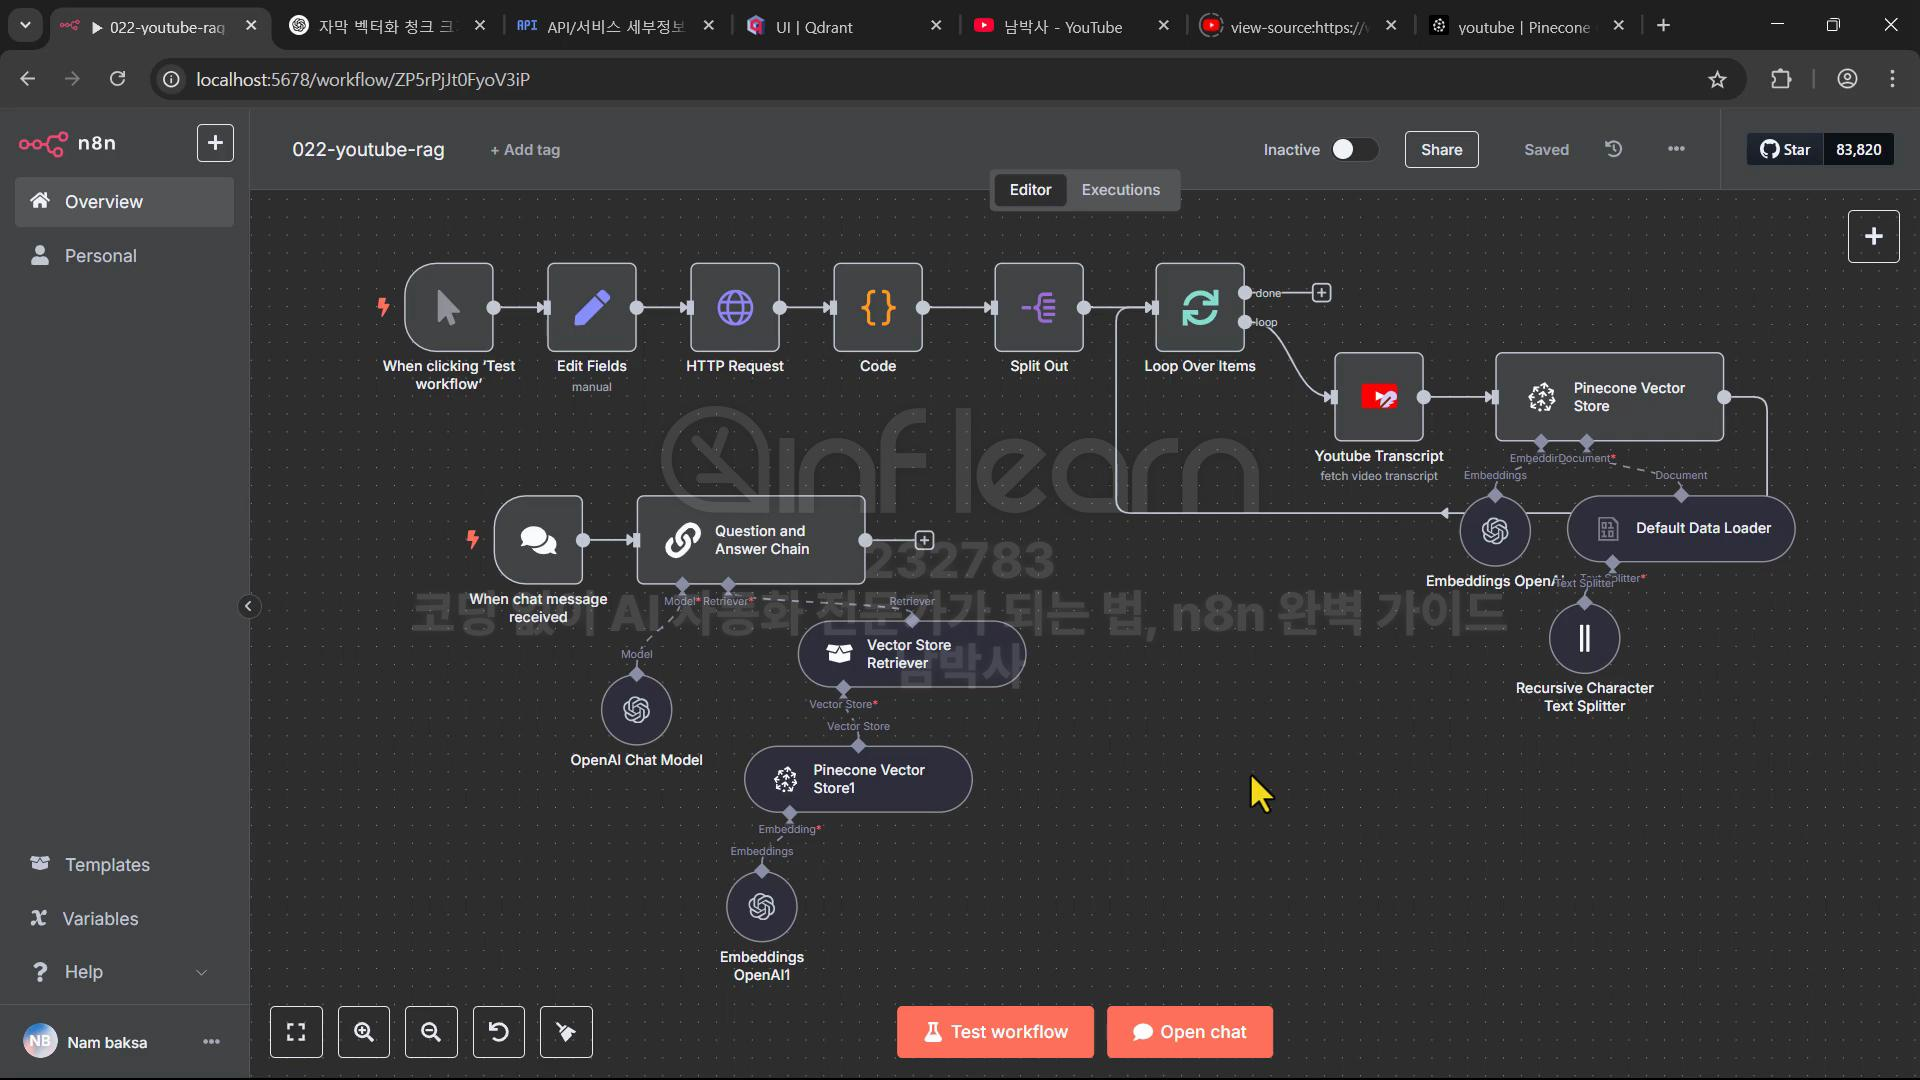 022-youtube-rag
자막 벡터화 청크 크
API API/서비스 세부정보
UI | Qdrant
남박사 - YouTube
view-source:https://
youtube | Pinecone
localhost:5678/workflow/ZP5rPjJt0FyoV3iP
n8n
022-youtube-rag
+ Add tag
Inactive
Share
Saved
Star
83,820
Editor
Executions
Overview
Personal
done
loop
When clicking ‘Test
workflow’
Edit Fields
manual
HTTP Request
Code
Split Out
Loop Over Items
Pinecone Vector
Store
Youtube Transcript
fetch video transcript
Document*
Embeddings
Document
inflearn
Question and
Answer Chain
Default Data Loader
232783
Embeddings OpenAI
Text Splitter
When chat message
received
Model*
Retriever*
Retriever
코딩 없이 AI 자동화 전문가가 되는 법, n8n 완벽 가이드
남박사
Model
Vector Store
Retriever
Recursive Character
Text Splitter
Vector Store*
Vector Store
OpenAI Chat Model
Pinecone Vector
Store1
Embedding*
Embeddings
Embeddings
OpenAI1
Templates
Variables
Help
NB
Nam baksa
Test workflow
Open chat